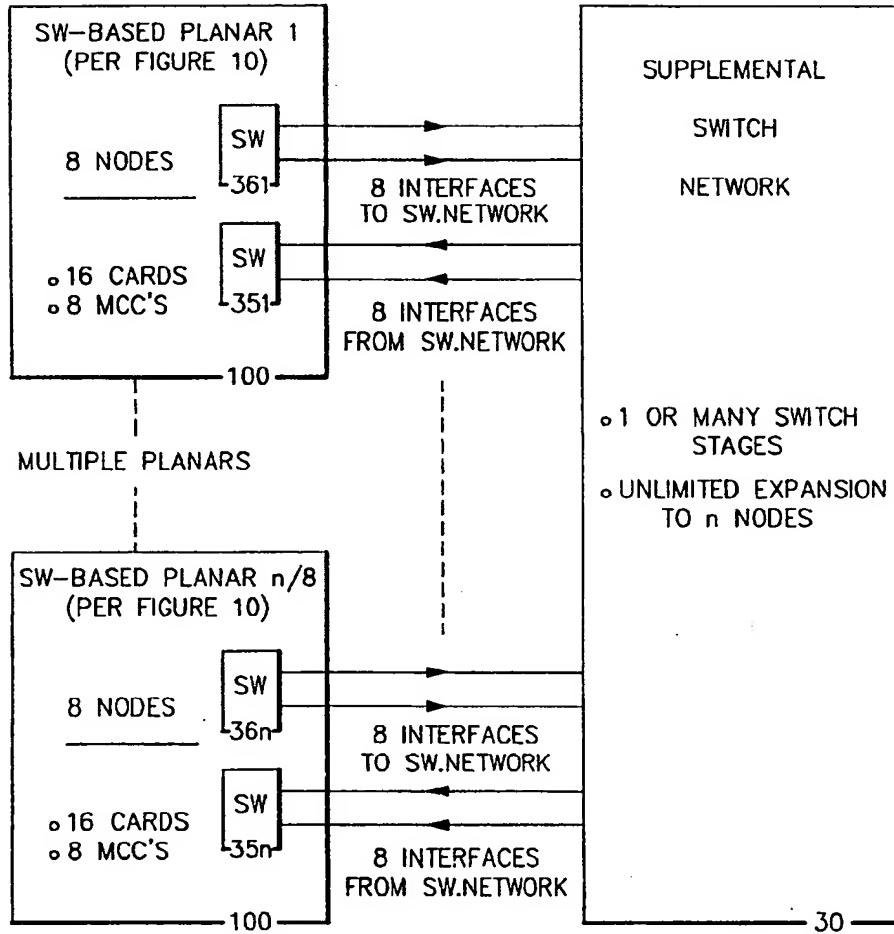 SW-BASED PLANAR 1
(PER FIGURE 10)
8 NODES
SW
361
SW
351
16 CARDS
8 MCC'S
100
8 INTERFACES
TO SW.NETWORK
8 INTERFACES
FROM SW.NETWORK
MULTIPLE PLANARS
SW-BASED PLANAR n/8
(PER FIGURE 10)
8 NODES
SW
36n
SW
35n
16 CARDS
8 MCC'S
100
8 INTERFACES
TO SW.NETWORK
8 INTERFACES
FROM SW.NETWORK
SUPPLEMENTAL
SWITCH
NETWORK
1 OR MANY SWITCH
STAGES
UNLIMITED EXPANSION
TO n NODES
30